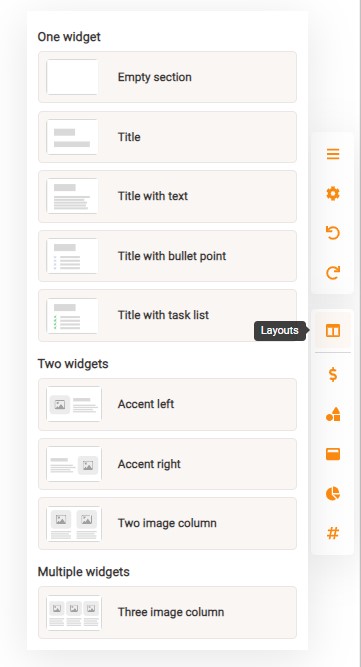 One widget
Empty section
Title
Title with text
Title with bullet point
Title with task list
Layouts
Two widgets
Accent left
Accent right
Two image column
Multiple widgets
Three image column
$
#